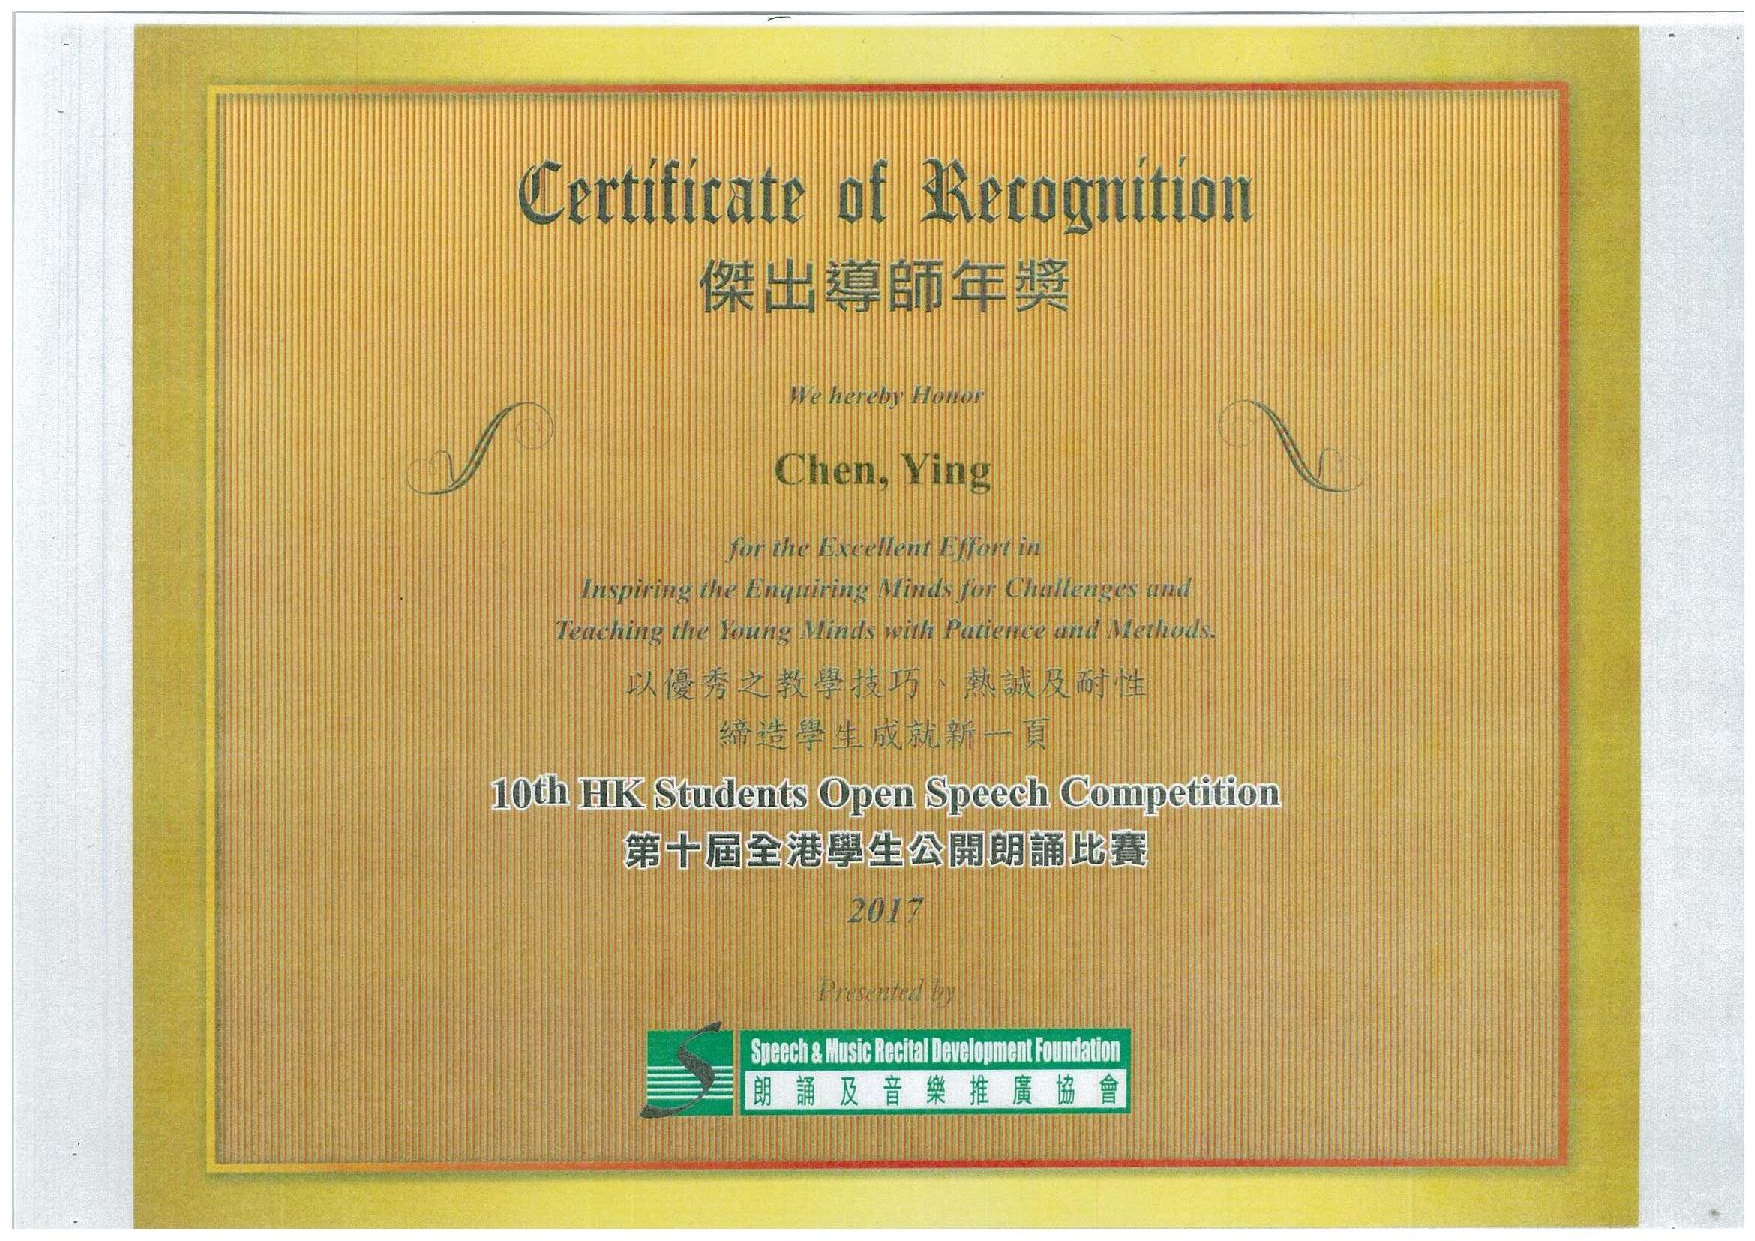 Certificate of Recognition
傑出導師年獎
We hereby Honor
Chen, Ying
for the Excellent Effort in
Inspiring the Enquiring Minds for Challenges and
Teaching the Young Minds with Patience and Methods.
以優秀之教學技巧、熱誠及耐性
締造學生成就新一頁
10th HK Students Open Speech Competition
第十屆全港學生公開朗誦比賽
2017
Presented by
Speech & Music Recital Development Foundation
朗誦及音樂推廣協會